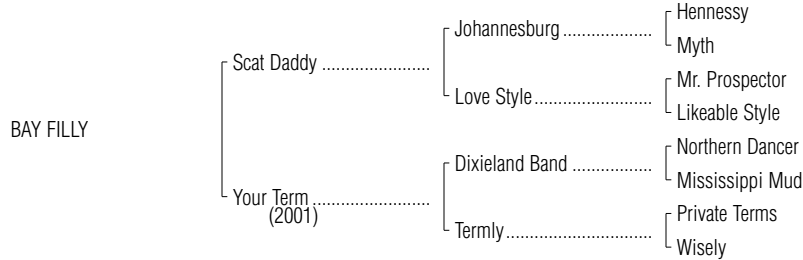 Hennessy
Johannesburg ....................
Myth
Scat Daddy ........................
Mr. Prospector
Love Style..........................
Likeable Style
BAY FILLY
Northern Dancer
Dixieland Band ..................
Mississippi Mud
Your Term ..........................
(2001)
Private Terms
Termly.................................
Wisely